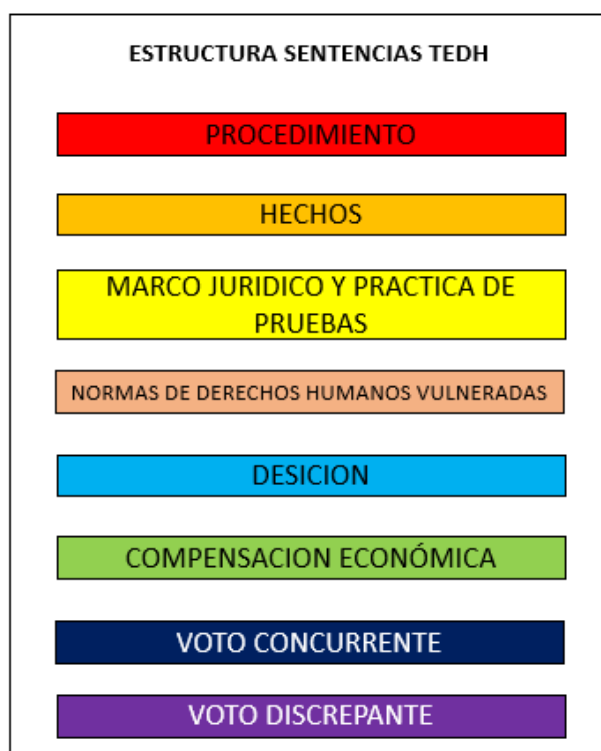 ESTRUCTURA SENTENCIAS TEDH
PROCEDIMIENTO
HECHOS
MARCO JURIDICO Y PRACTICA DE
PRUEBAS
NORMAS DE DERECHOS HUMANOS VULNERADAS
DESICION
COMPENSACION ECONÓMICA
VOTO CONCURRENTE
VOTO DISCREPANTE